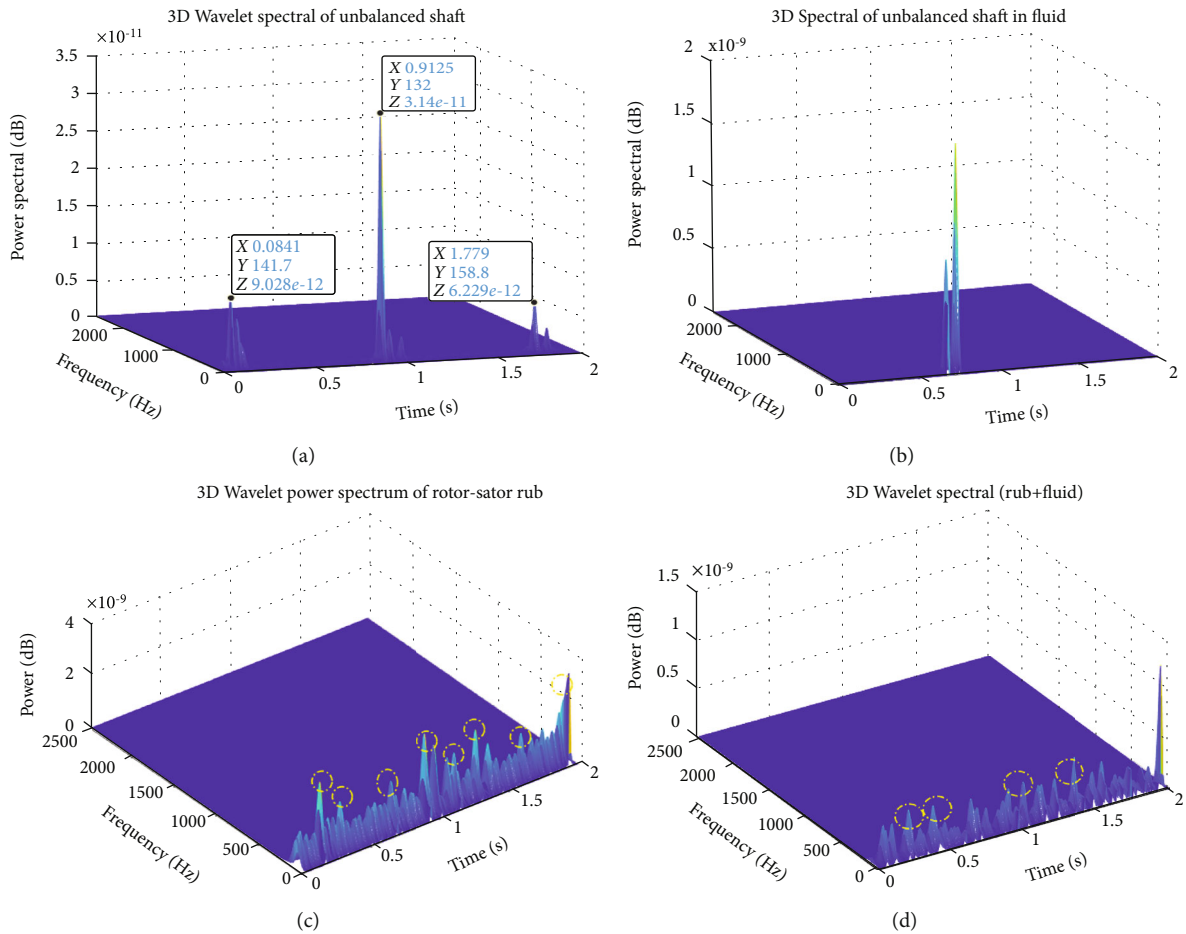 3D Wavelet spectral of unbalanced shaft
×10-11
3.5
3
2.5
2
1.5
1
0.5
0
Power spectral (dB)
X 0.9125
Y 132
Z 3.14e-11
X 0.0841
Y 141.7
Z 9.028e-12
X 1.779
Y 158.8
Z 6.229e-12
2000
1000
0
Frequency (Hz)
0
0.5
1
1.5
2
Time (s)
(a)
3D Spectral of unbalanced shaft in fluid
x10-9
2
1.5
1
0.5
0
Power spectral (dB)
2000
1000
0
Frequency (Hz)
0
0.5
1
1.5
2
Time (s)
(b)
3D Wavelet power spectrum of rotor-sator rub
×10-9
4
2
0
Power (dB)
2500
2000
1500
1000
500
0
Frequency (Hz)
0
0.5
1
1.5
2
Time (s)
(c)
3D Wavelet spectral (rub+fluid)
×10-9
1.5
1
0.5
0
Power (dB)
2500
2000
1500
1000
500
0
Frequency (Hz)
0
0.5
1
1.5
2
Time (s)
(d)